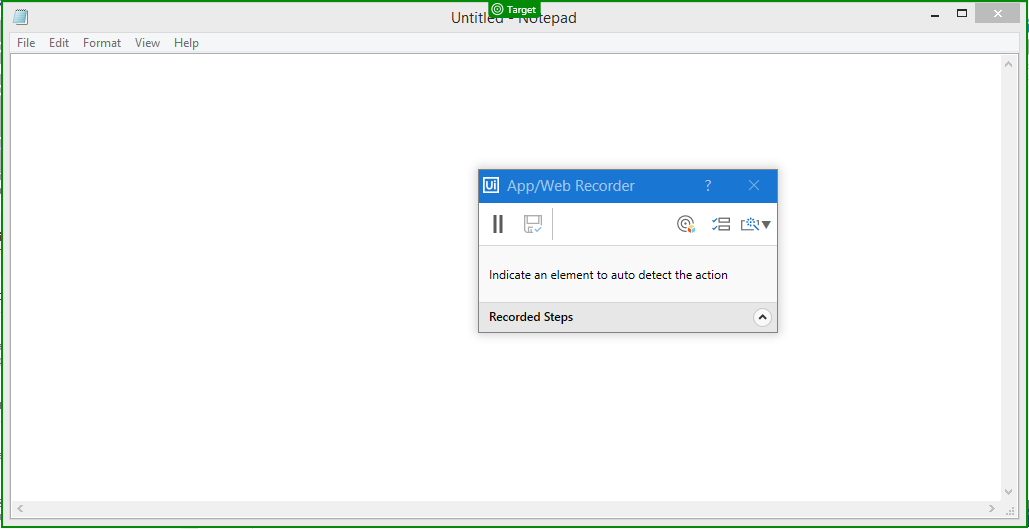 Target
Untitled - Notepad
File Edit Format View Help
Ui App/Web Recorder ?
Indicate an element to auto detect the action
Recorded Steps